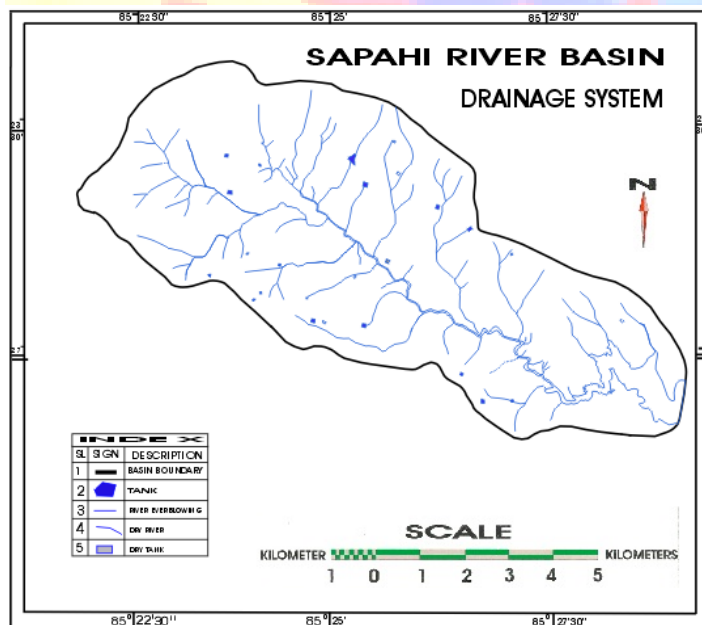 85° 22' 30'' 85° 25' 85° 27' 30''
SAPAHI RIVER BASIN
DRAINAGE SYSTEM
N
INDEX
SL SIGN DESCRIPTION
1 BASIN BOUNDARY
2 TANK
3 RIVER EVERBLOWING
4 DRY RIVER
5 DRY TANK
SCALE
KILOMETER KILOMETERS
1 0 1 2 3 4 5
85° 22' 30'' 85° 25' 85° 27' 30''